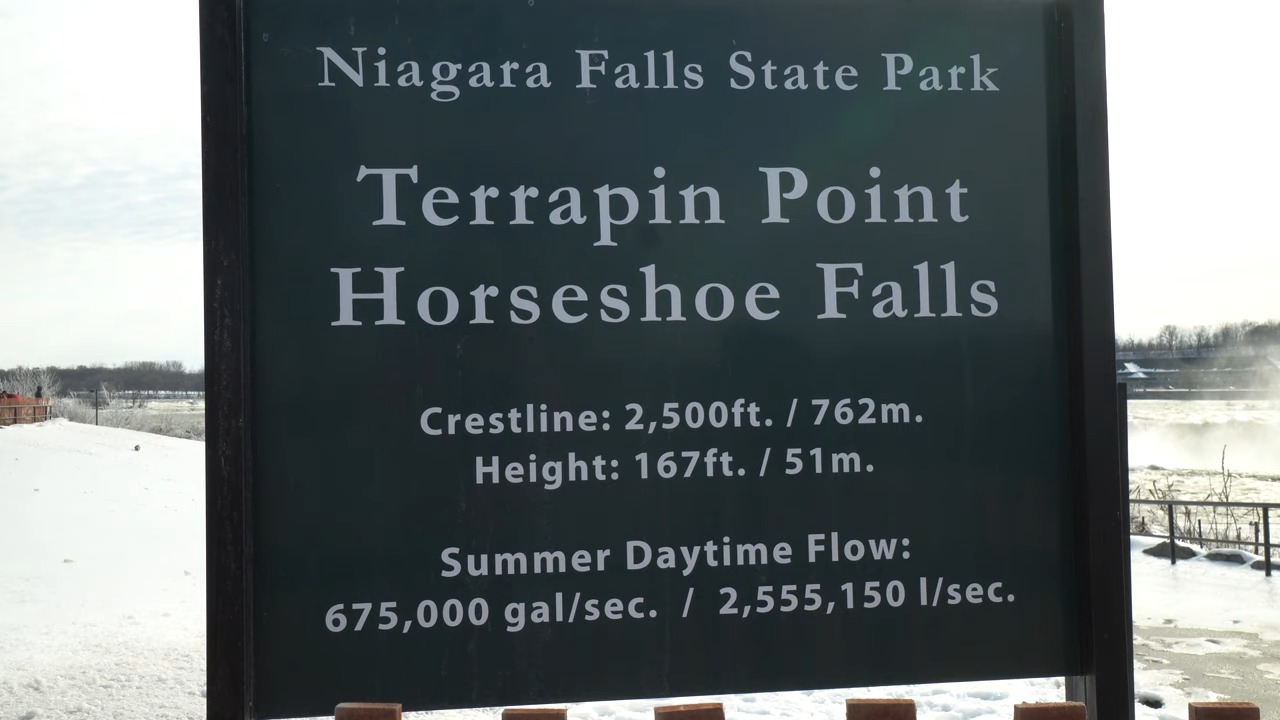 Niagara Falls State Park
Terrapin Point
Horseshoe Falls
Crestline: 2,500ft. / 762m.
Height: 167ft. / 51m.
Summer Daytime Flow:
675,000 gal/sec. / 2,555,150 l/sec.